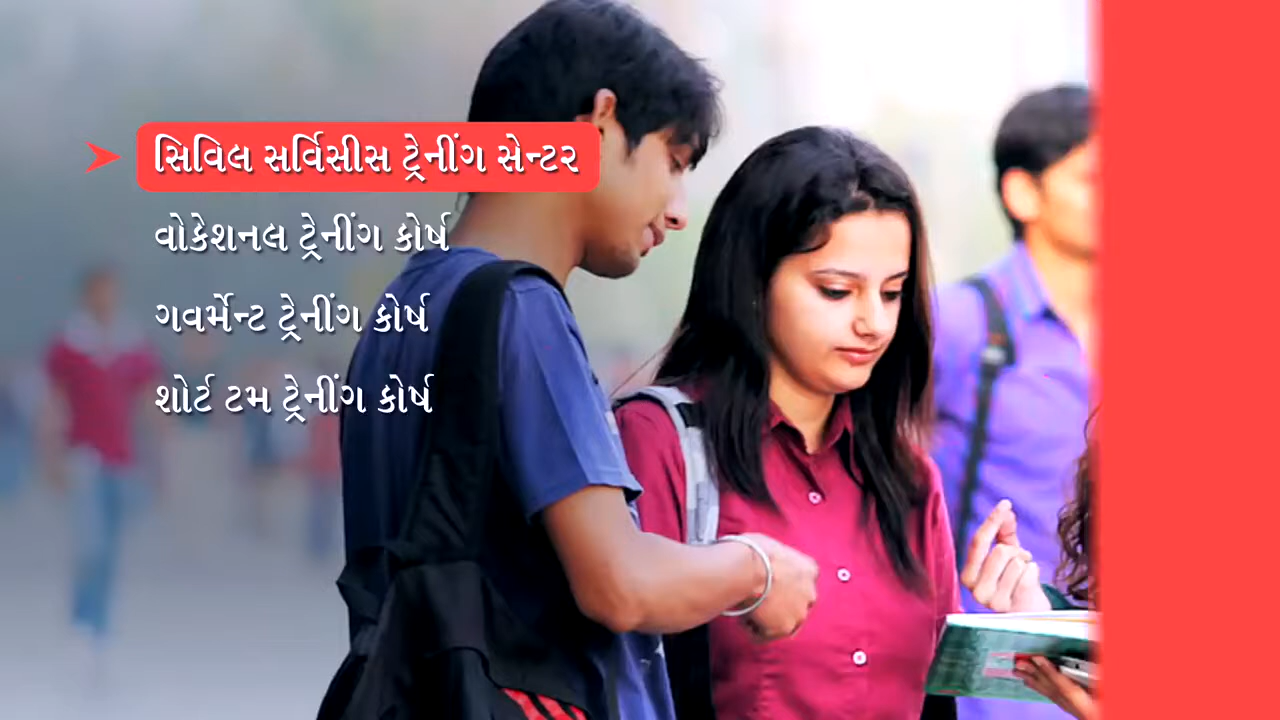 સિવિલ સર્વિસીસ ટ્રેનીંગ સેન્ટર
વોકેશનલ ટ્રેનીંગ કોર્ષ
ગવર્મેન્ટ ટ્રેનીંગ કોર્ષ
શોર્ટ ટમ ટ્રેનીંગ કોર્ષ